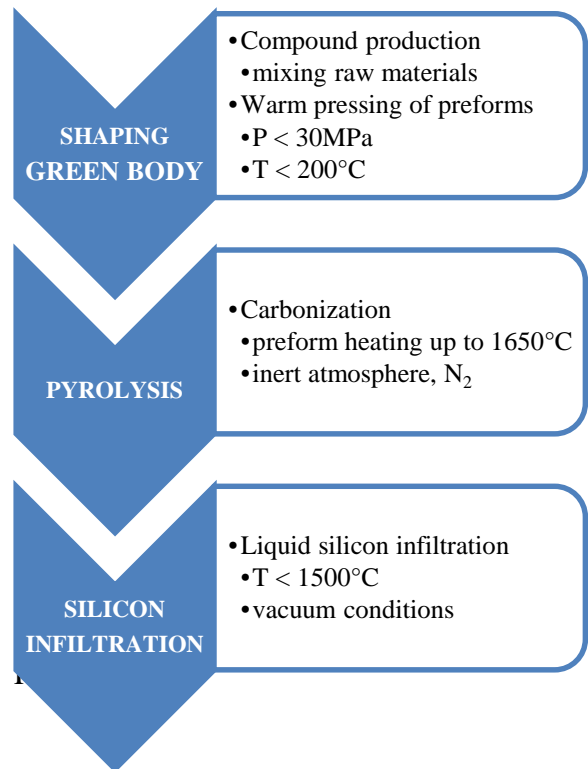 SHAPING
GREEN BODY
•Compound production
•mixing raw materials
•Warm pressing of preforms
•P < 30MPa
•T < 200°C
PYROLYSIS
•Carbonization
•preform heating up to 1650°C
•inert atmosphere, N₂
SILICON
INFILTRATION
•Liquid silicon infiltration
•T < 1500°C
•vacuum conditions